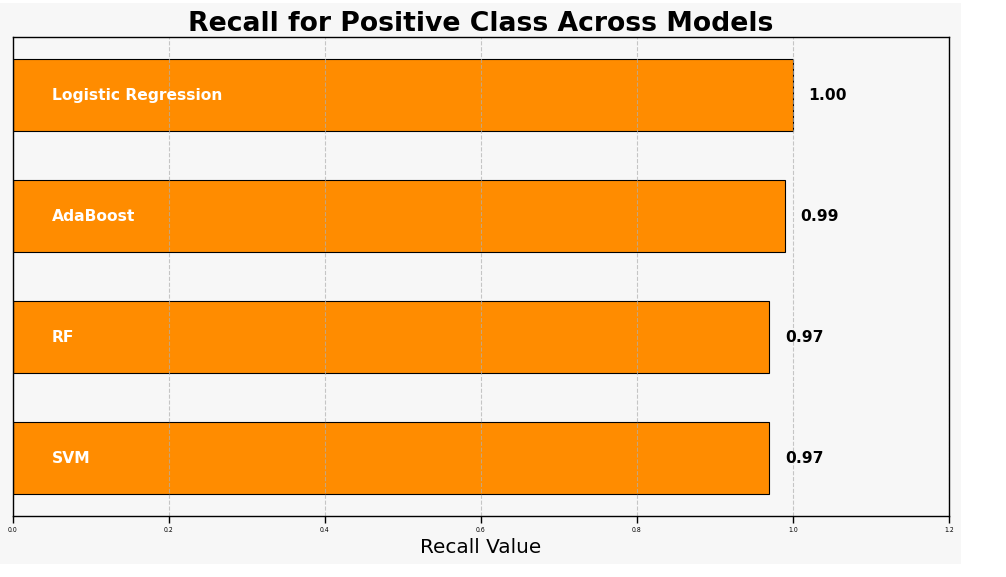 Recall for Positive Class Across Models
Logistic Regression 1.00
AdaBoost 0.99
RF 0.97
SVM 0.97
0.0 0.2 0.4 0.6 0.8 1.0 1.2
Recall Value